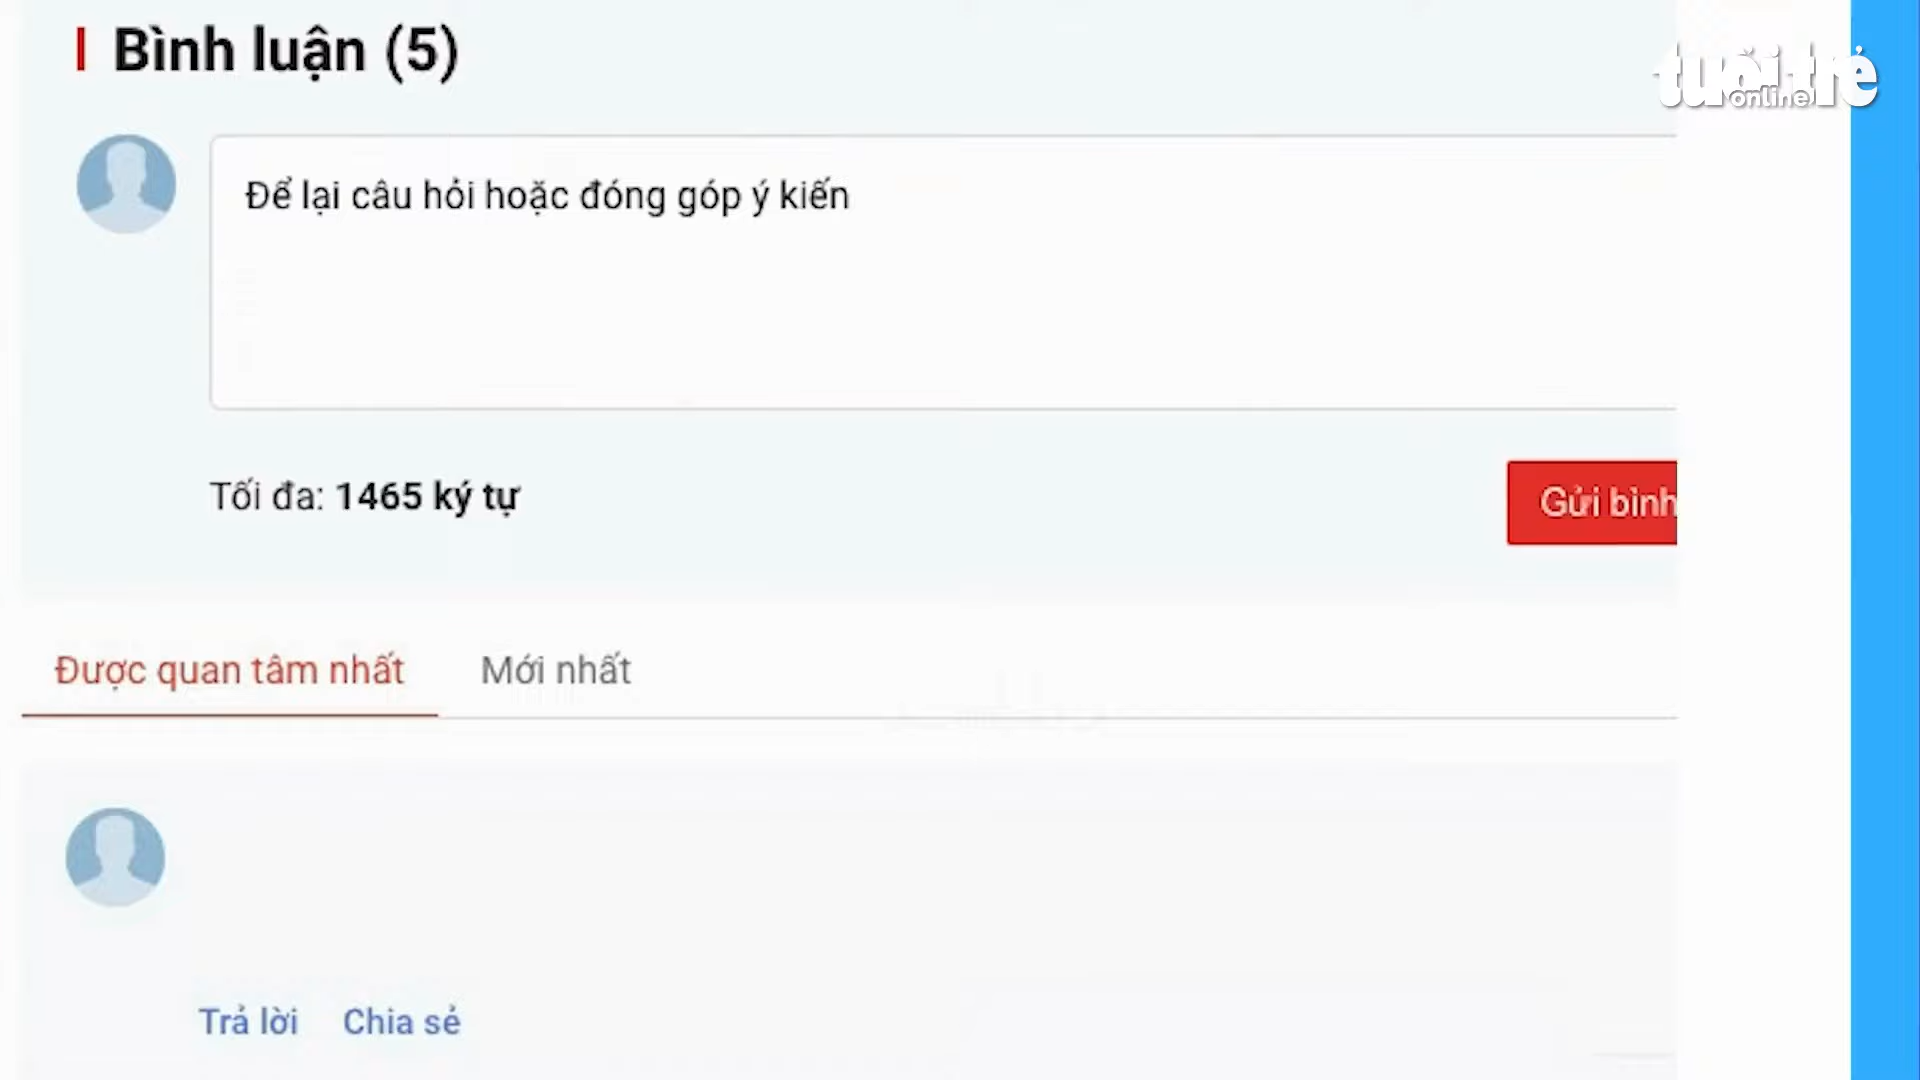 Bình luận (5)
tuổi trẻ
online
Để lại câu hỏi hoặc đóng góp ý kiến
Tối đa: 1465 ký tự
Gửi bình
Được quan tâm nhất
Mới nhất
Trả lời
Chia sẻ